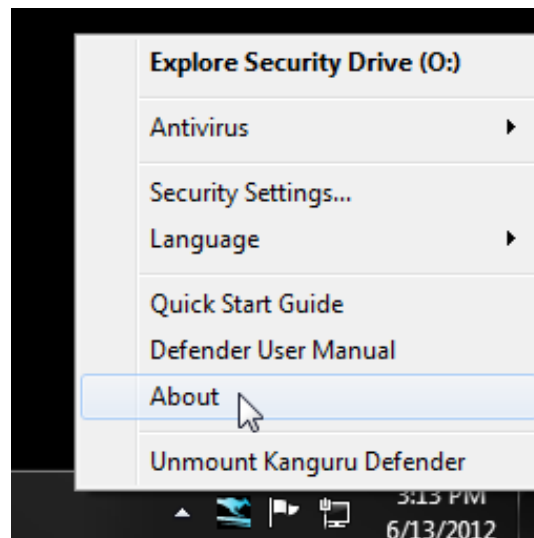 Explore Security Drive (O:)
Antivirus
Security Settings...
Language
Quick Start Guide
Defender User Manual
About
Unmount Kanguru Defender
3:13 PM
6/13/2012